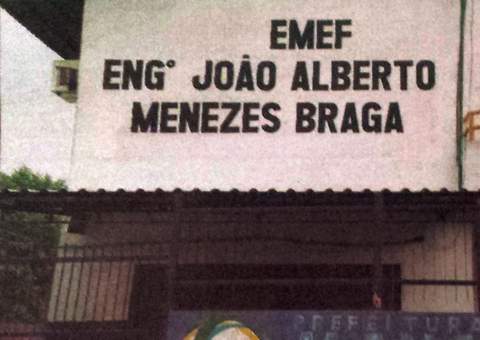 EMEF
ENGº JOÃO ALBERTO
MENEZES BRAGA
PREFEITURA